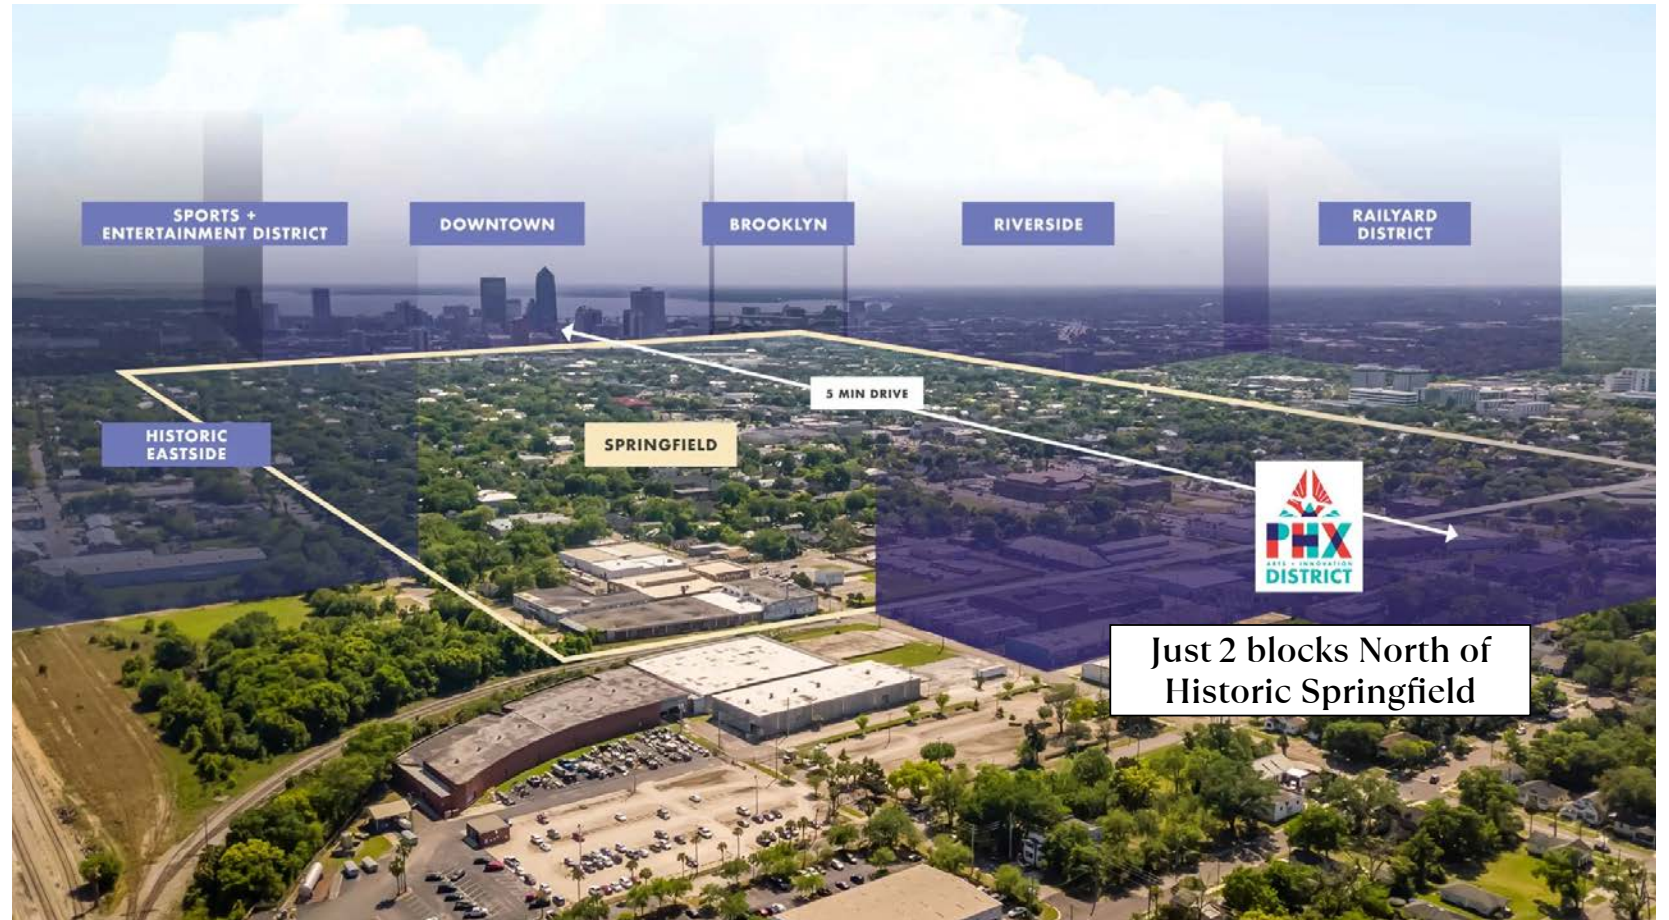 SPORTS +
ENTERTAINMENT DISTRICT
DOWNTOWN
BROOKLYN
RIVERSIDE
RAILYARD
DISTRICT
5 MIN DRIVE
HISTORIC
EASTSIDE
SPRINGFIELD
PHX
ARTS + INNOVATION
DISTRICT
Just 2 blocks North of
Historic Springfield